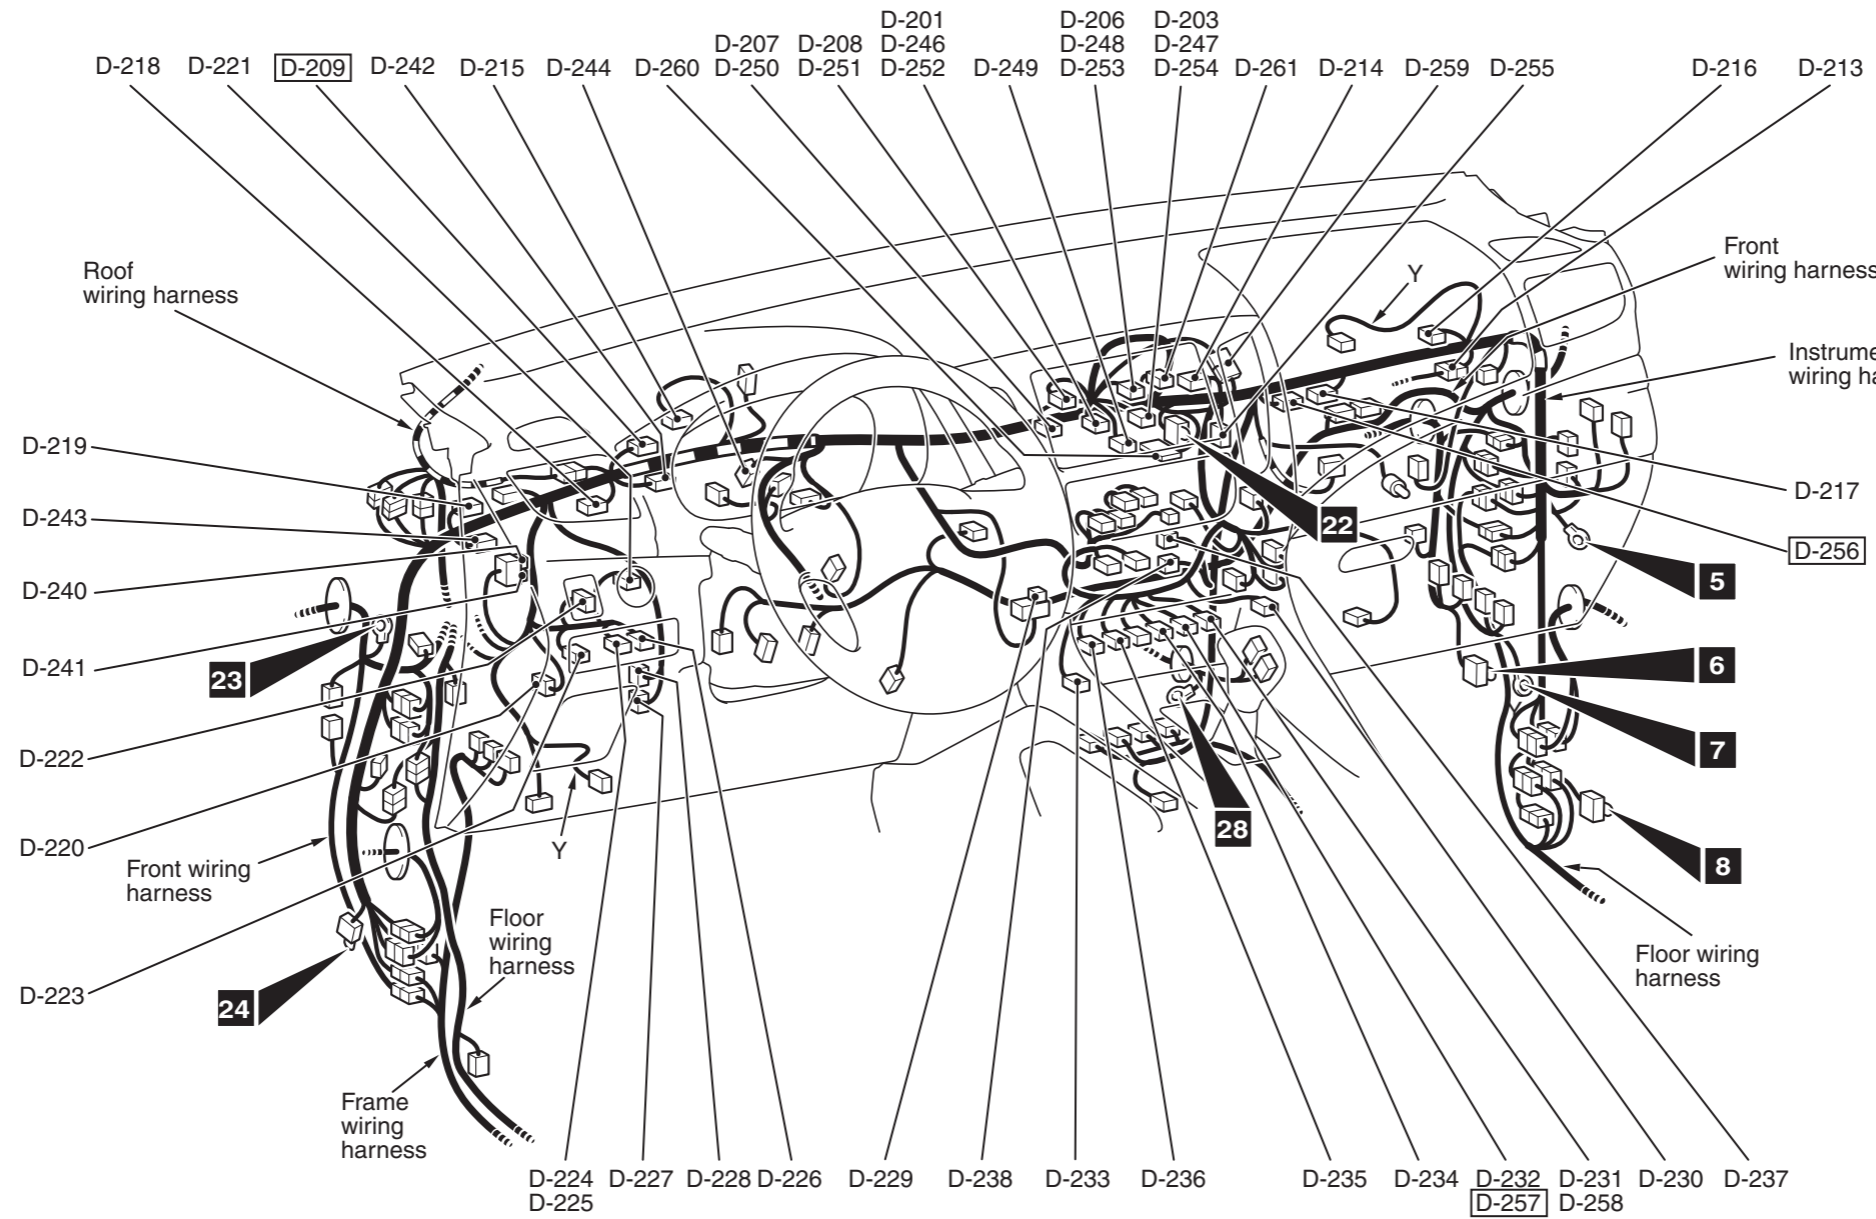 D-201 D-206 D-203
D-207 D-208 D-246 D-248 D-247
D-218 D-221 D-209 D-242 D-215 D-244 D-260 D-250 D-251 D-252 D-249 D-253 D-254 D-261 D-214 D-259 D-255 D-216 D-213
Roof
wiring harness
Front
wiring harness
Y
Instrume
wiring ha
D-219
D-243
D-240
D-241
D-222
D-220
D-223
D-217
D-256
22
5
23
6
7
28
8
24
Y
Front wiring
harness
Floor
wiring
harness
Floor wiring
harness
Frame
wiring
harness
D-224 D-227 D-228 D-226 D-229 D-238 D-233 D-236 D-235 D-234 D-232 D-231 D-230 D-237
D-225 D-257 D-258